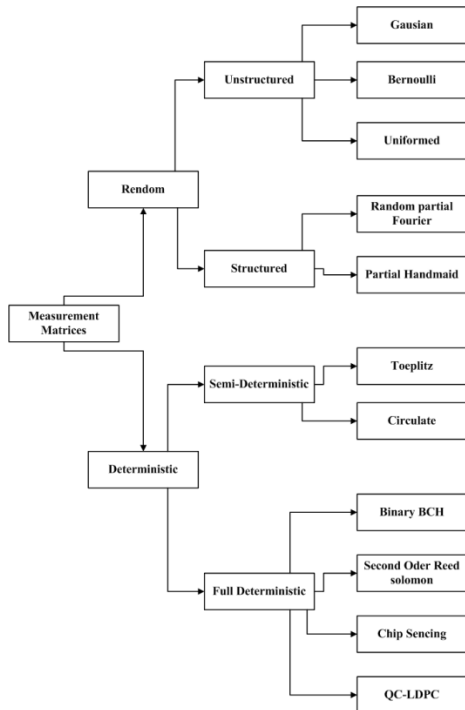 Gausian
Unstructured
Bernoulli
Uniformed
Rendom
Random partial
Fourier
Structured
Partial Handmaid
Measurement
Matrices
Toeplitz
Semi-Deterministic
Circulate
Deterministic
Binary BCH
Second Oder Reed
solomon
Full Deterministic
Chip Sencing
QC-LDPC